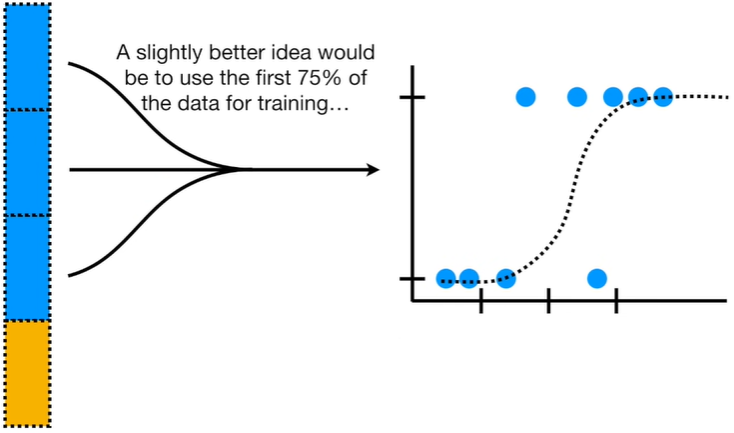 A slightly better idea would
be to use the first 75% of
the data for training…